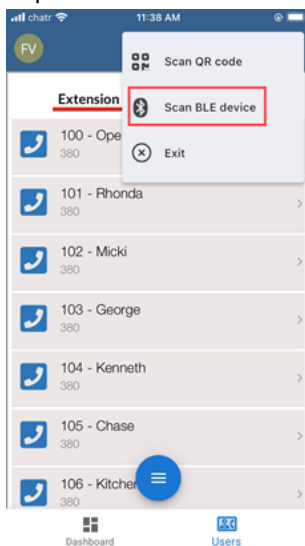 chatr 11:38 AM
FV
Scan QR code
Extension
Scan BLE device
100 - Ope
380
Exit
101 - Rhonda
380
102 - Micki
380
103 - George
380
104 - Kenneth
380
105 - Chase
380
106 - Kitche
380
Dashboard
Users